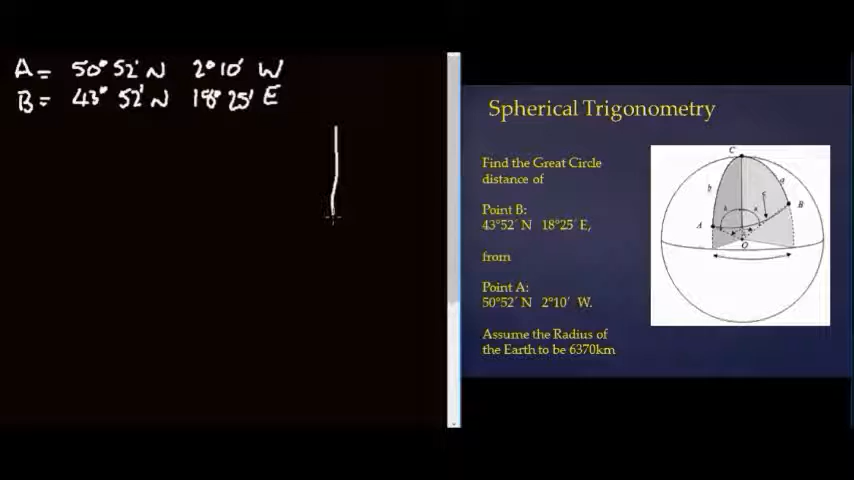 A = 50° 52' N 2° 10' W
B = 43° 52' N 18° 25' E
Spherical Trigonometry
Find the Great Circle
distance of
Point B:
43°52´ N 18°25´ E,
from
Point A:
50°52´ N 2°10´ W.
Assume the Radius of
the Earth to be 6370km
C
b
a
c
B
A
O